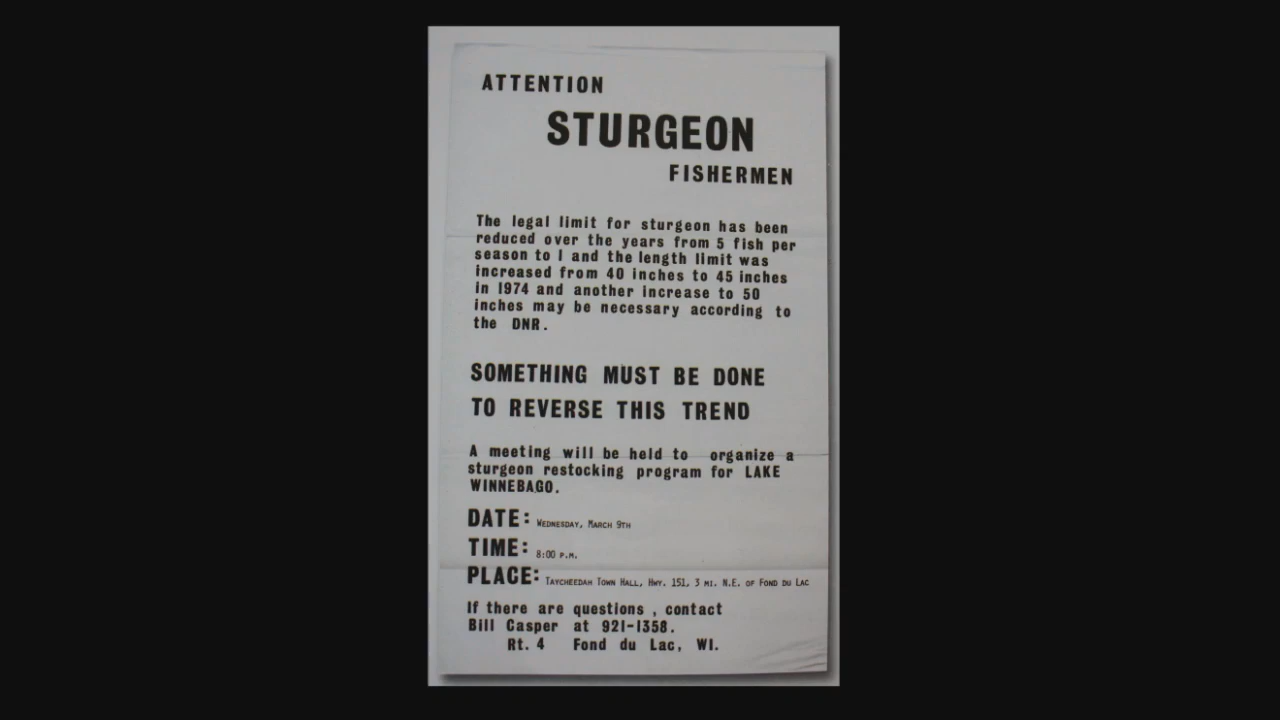 ATTENTION
STURGEON
FISHERMEN
The legal limit for sturgeon has been
reduced over the years from 5 fish per
season to 1 and the length limit was
increased from 40 inches to 45 inches
in 1974 and another increase to 50
inches may be necessary according to
the DNR.
SOMETHING MUST BE DONE
TO REVERSE THIS TREND
A meeting will be held to organize a
sturgeon restocking program for LAKE
WINNEBAGO.
DATE: WEDNESDAY, MARCH 9TH
TIME: 8:00 P.M.
PLACE: TAYCHEEDAH TOWN HALL, HWY. 151, 3 MI. N.E. OF FOND DU LAC
If there are questions , contact
Bill Casper at 921-1358.
Rt. 4 Fond du Lac, WI.